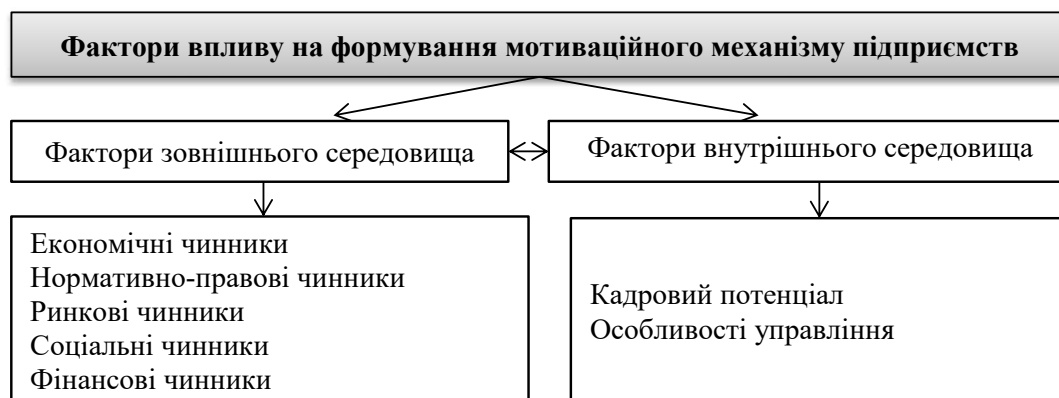 Фактори впливу на формування мотиваційного механізму підприємств
Фактори зовнішнього середовища
Фактори внутрішнього середовища
Економічні чинники
Нормативно-правові чинники
Ринкові чинники
Соціальні чинники
Фінансові чинники
Кадровий потенціал
Особливості управління